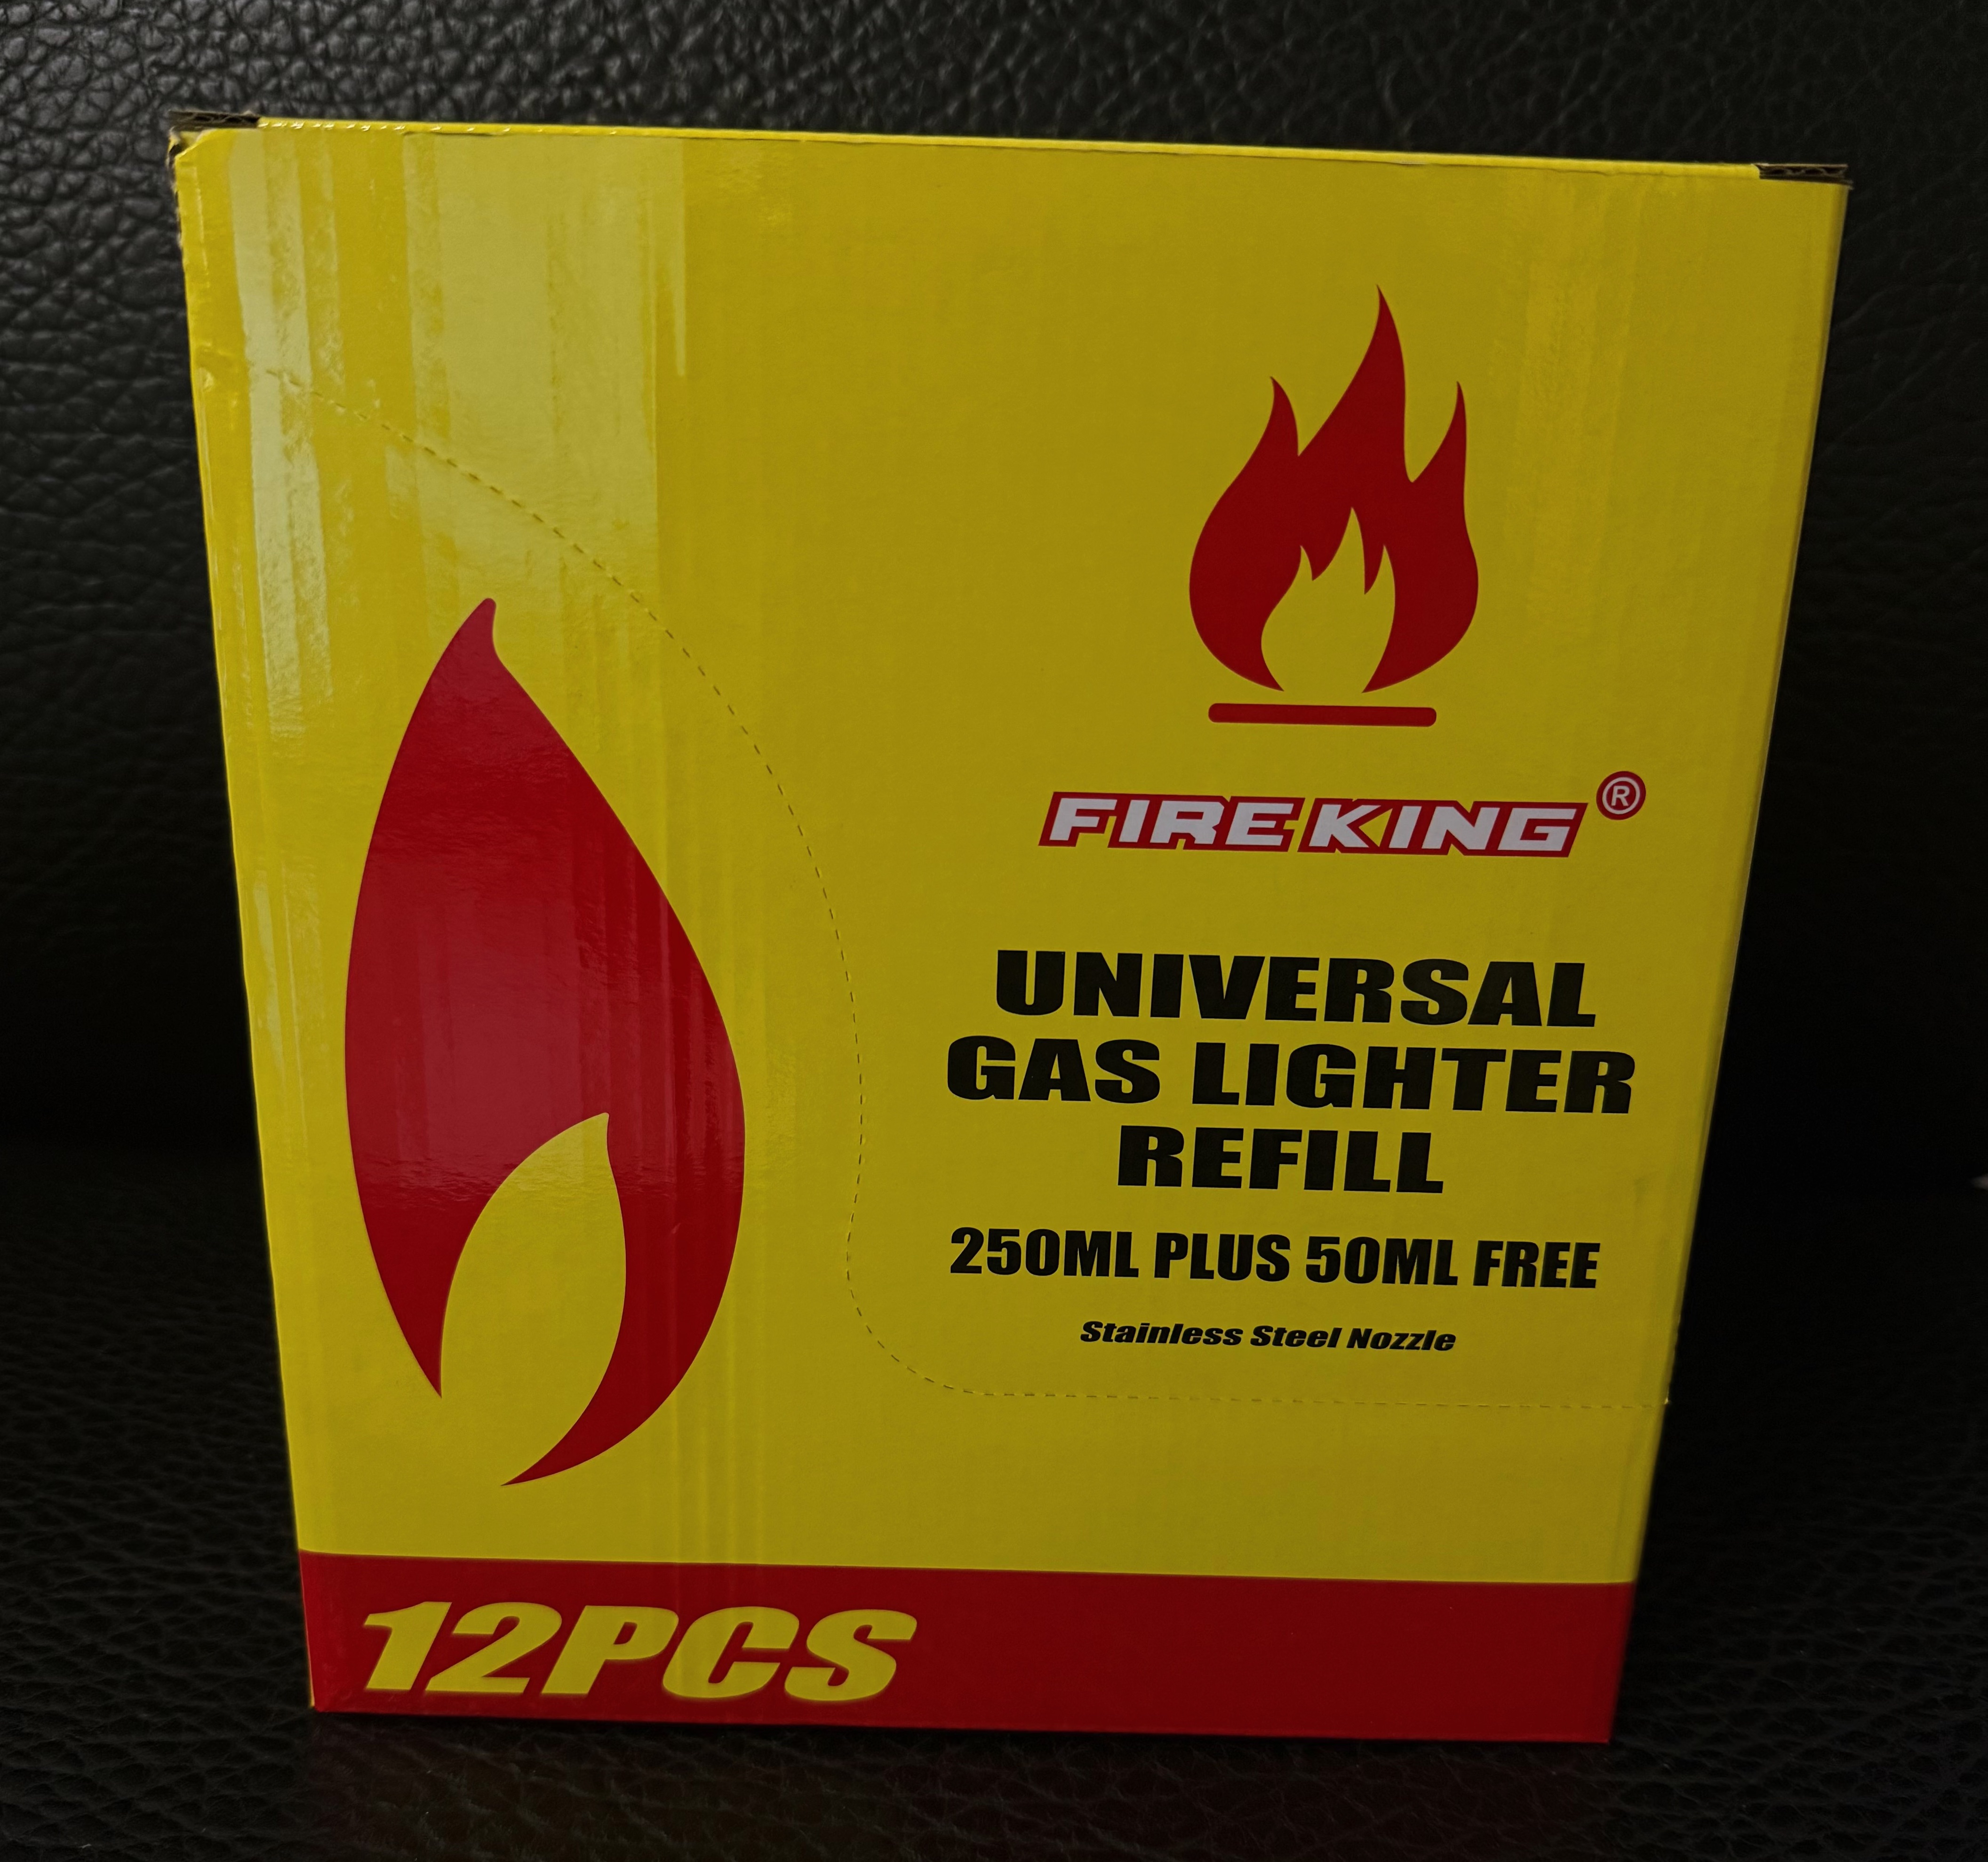 FIRE KING ®
UNIVERSAL
GAS LIGHTER
REFILL
250ML PLUS 50ML FREE
Stainless Steel Nozzle
12PCS